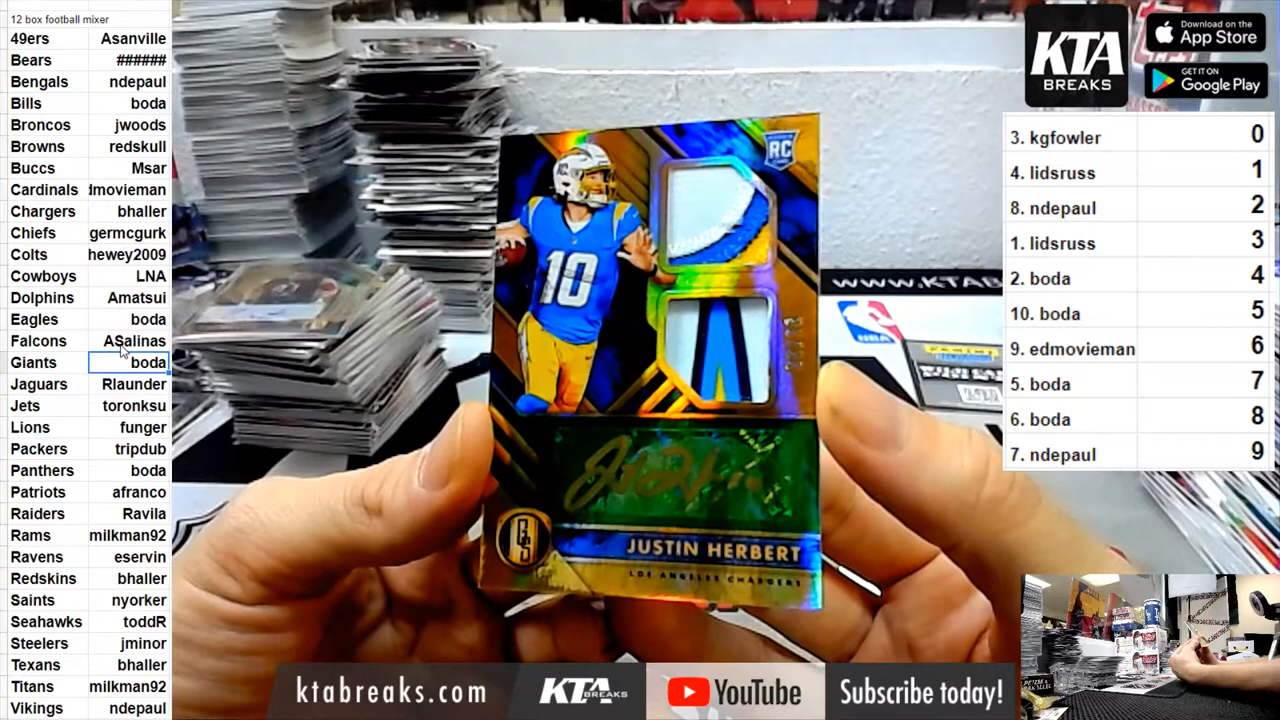 12 box football mixer
49ers Asanville
Bears ######
Bengals ndepaul
Bills boda
Broncos jwoods
Browns redskull
Buccs Msar
Cardinals dmovieman
Chargers bhaller
Chiefs germcgurk
Colts hewey2009
Cowboys LNA
Dolphins Amatsui
Eagles boda
Falcons ASalinas
Giants boda
Jaguars Rlaunder
Jets toronksu
Lions funger
Packers tripdub
Panthers boda
Patriots afranco
Raiders Ravila
Rams milkman92
Ravens eservin
Redskins bhaller
Saints nyorker
Seahawks toddR
Steelers jminor
Texans bhaller
Titans milkman92
Vikings ndepaul
RC
10
GS
JUSTIN HERBERT
LOS ANGELES CHARGERS
WWW.KTA
NBA
PANINI
KTA
BREAKS
Download on the
App Store
GET IT ON
Google Play
3. kgfowler 0
4. lidsruss 1
8. ndepaul 2
1. lidsruss 3
2. boda 4
10. boda 5
9. edmovieman 6
5. boda 7
6. boda 8
7. ndepaul 9
ktabreaks.com
KTA
BREAKS
YouTube
Subscribe today!